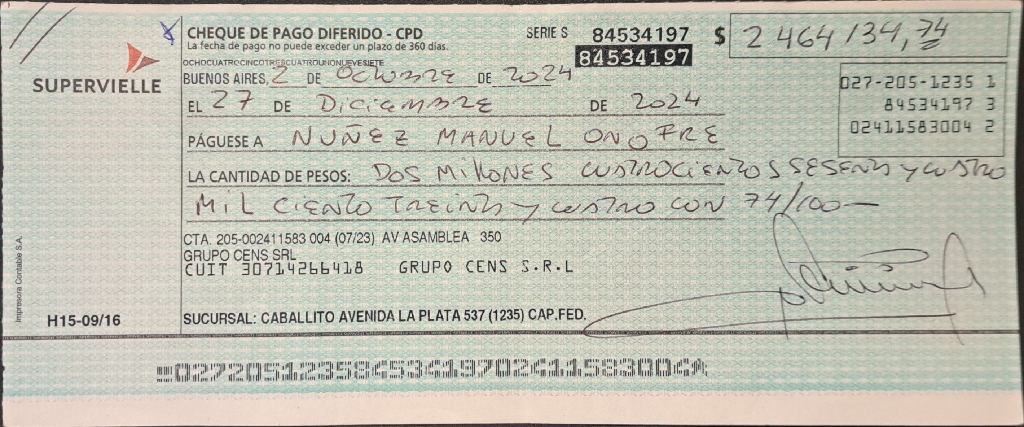 CHEQUE DE PAGO DIFERIDO - CPD
La fecha de pago no puede exceder un plazo de 360 días.
SERIE S 84534197
84534197
$ 2 464 134,74
OCHOCUATROCINCOTRESCUATROUNONUEVESIETE
BUENOS AIRES, 2 DE OCTUBRE DE 2024
SUPERVIELLE
027-205-1235 1
84534197 3
02411583004 2
EL 27 DE DICIEMBRE DE 2024
PÁGUESE A NUÑEZ MANUEL ONOFRE
LA CANTIDAD DE PESOS: DOS MILLONES CUATROCIENTOS SESENTA Y CUATRO
MIL CIENTO TREINTA Y CUATRO CON 74/100
CTA. 205-002411583 004 (07/23) AV ASAMBLEA 350
GRUPO CENS SRL
CUIT 30714266418 GRUPO CENS S.R.L
Impresora Contable S.A.
H15-09/16
SUCURSAL: CABALLITO AVENIDA LA PLATA 537 (1235) CAP.FED.
02720512358453419702411583004